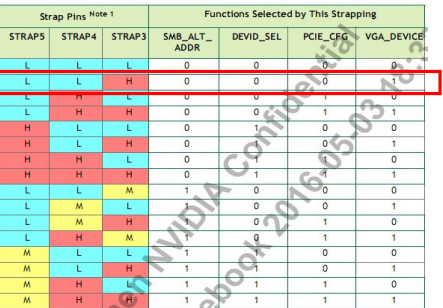 Strap Pins Note 1 Functions Selected by This Strapping
STRAP5 STRAP4 STRAP3 SMB_ALT_ DEVID_SEL PCIE_CFG VGA_DEVICE
ADDR
L L L 0 0 0 0
L L H 0 0 0 1
L H L 0 0 1 0
L H H 0 0 1 1
H L L 0 1 0 0
H L H 0 1 0 1
H H L 0 1 1 0
H H H 0 1 1 1
L L M 1 0 0 0
L M L 1 0 0 1
L M H 1 0 1 0
L H M 1 0 1 1
M L L 1 1 0 0
M L H 1 1 0 1
M H L 1 1 1 0
M H H 1 1 1
NVIDIA Confidential
2016-05-03 18:3